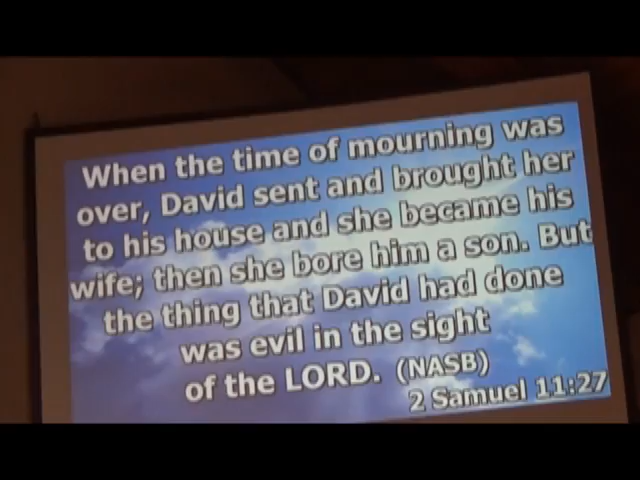 When the time of mourning was
over, David sent and brought her
to his house and she became his
wife; then she bore him a son. But
the thing that David had done
was evil in the sight
of the LORD. (NASB)
2 Samuel 11:27